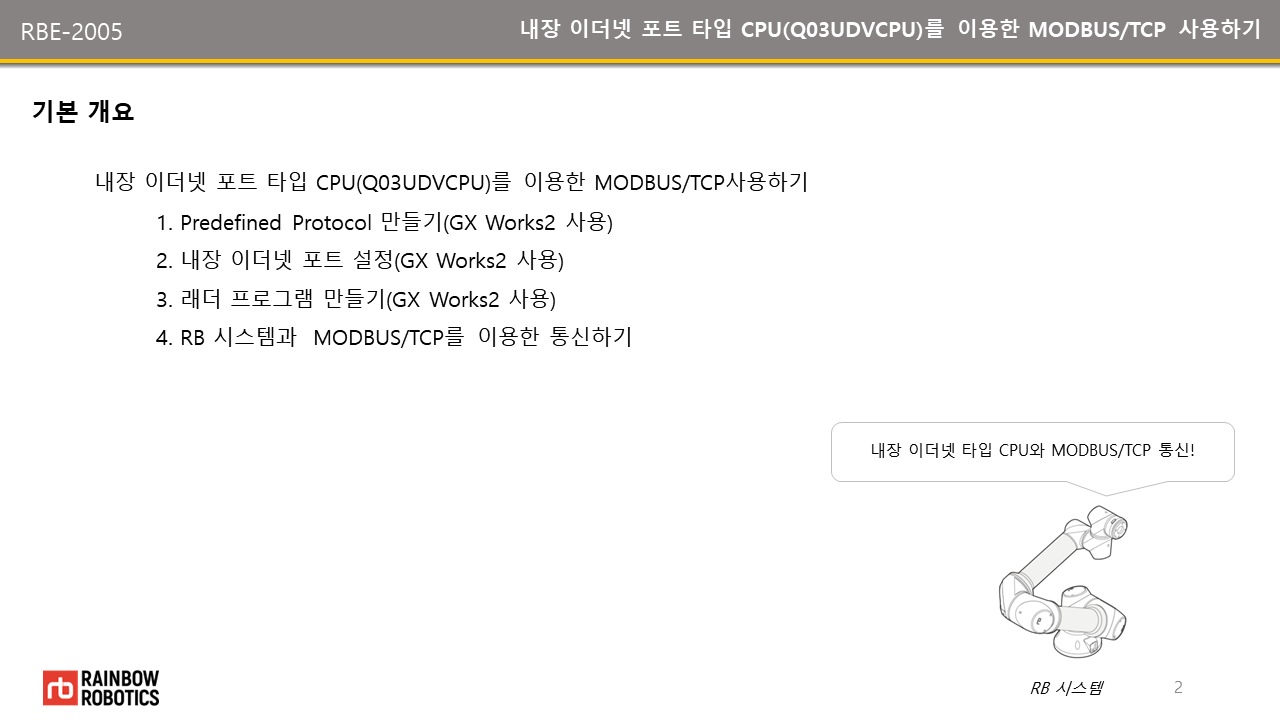 RBE-2005
내장 이더넷 포트 타입 CPU(Q03UDVCPU)를 이용한 MODBUS/TCP 사용하기
기본 개요
내장 이더넷 포트 타입 CPU(Q03UDVCPU)를 이용한 MODBUS/TCP사용하기
1. Predefined Protocol 만들기(GX Works2 사용)
2. 내장 이더넷 포트 설정(GX Works2 사용)
3. 래더 프로그램 만들기(GX Works2 사용)
4. RB 시스템과 MODBUS/TCP를 이용한 통신하기
내장 이더넷 타입 CPU와 MODBUS/TCP 통신!
rb RAINBOW
ROBOTICS
RB 시스템
2